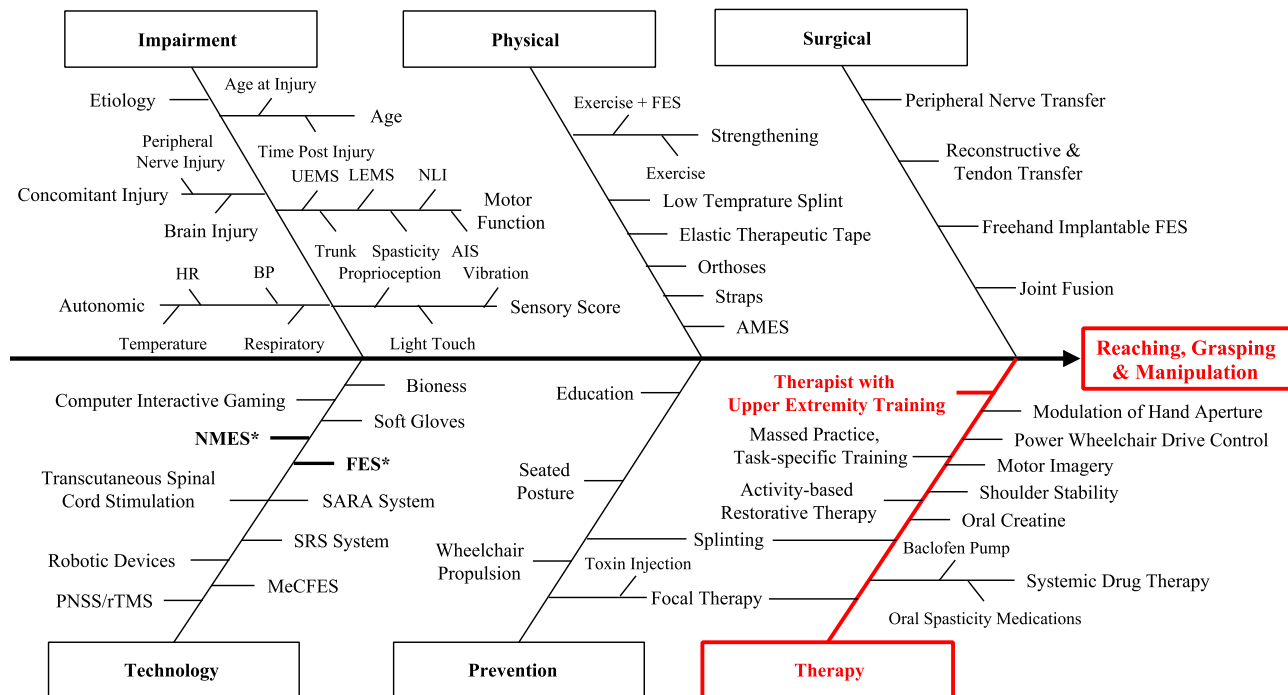 Impairment
Physical
Surgical
Age at Injury
Etiology
Age
Peripheral
Nerve Injury
Time Post Injury
UEMS
LEMS
NLI
Concomitant Injury
Motor
Function
Brain Injury
Trunk
Spasticity
AIS
Proprioception
Vibration
HR
BP
Autonomic
Sensory Score
Temperature
Respiratory
Light Touch
Exercise + FES
Strengthening
Exercise
Low Temprature Splint
Elastic Therapeutic Tape
Orthoses
Straps
AMES
Peripheral Nerve Transfer
Reconstructive &
Tendon Transfer
Freehand Implantable FES
Joint Fusion
Reaching, Grasping
& Manipulation
Bioness
Computer Interactive Gaming
Soft Gloves
NMES*
FES*
Transcutaneous Spinal
Cord Stimulation
SARA System
SRS System
Robotic Devices
MeCFES
PNSS/rTMS
Education
Seated
Posture
Splinting
Wheelchair
Propulsion
Toxin Injection
Focal Therapy
Therapist with
Upper Extremity Training
Modulation of Hand Aperture
Massed Practice,
Task-specific Training
Power Wheelchair Drive Control
Motor Imagery
Activity-based
Restorative Therapy
Shoulder Stability
Oral Creatine
Baclofen Pump
Systemic Drug Therapy
Oral Spasticity Medications
Technology
Prevention
Therapy